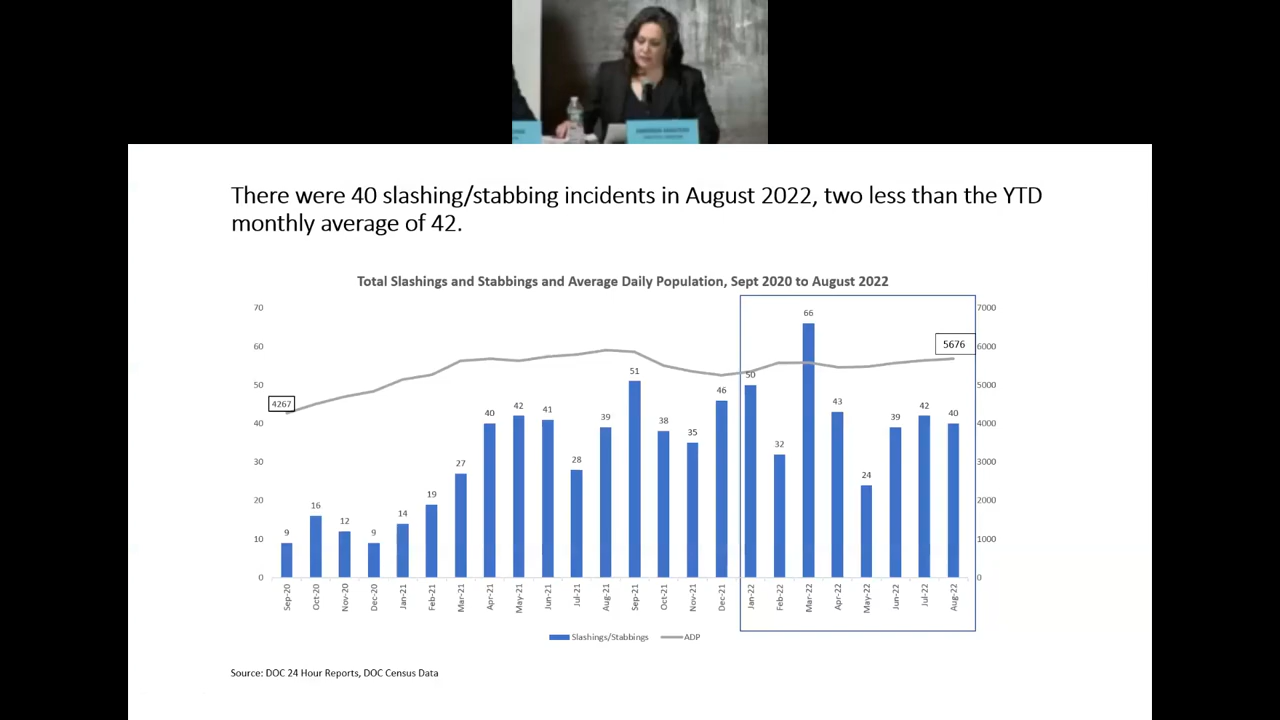 There were 40 slashing/stabbing incidents in August 2022, two less than the YTD
monthly average of 42.
Total Slashings and Stabbings and Average Daily Population, Sept 2020 to August 2022
70
60
50
40
30
20
10
0
7000
6000
5000
4000
3000
2000
1000
0
4267
5676
9
16
12
9
14
19
27
40
42
41
28
39
51
38
35
46
50
32
66
43
24
39
42
40
Sep-20
Oct-20
Nov-20
Dec-20
Jan-21
Feb-21
Mar-21
Apr-21
May-21
Jun-21
Jul-21
Aug-21
Sep-21
Oct-21
Nov-21
Dec-21
Jan-22
Feb-22
Mar-22
Apr-22
May-22
Jun-22
Jul-22
Aug-22
Slashings/Stabbings
ADP
Source: DOC 24 Hour Reports, DOC Census Data